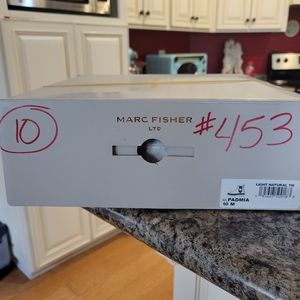 10
MARC FISHER
LTD
#453
LIGHT NATURAL
PADMIA
10 M